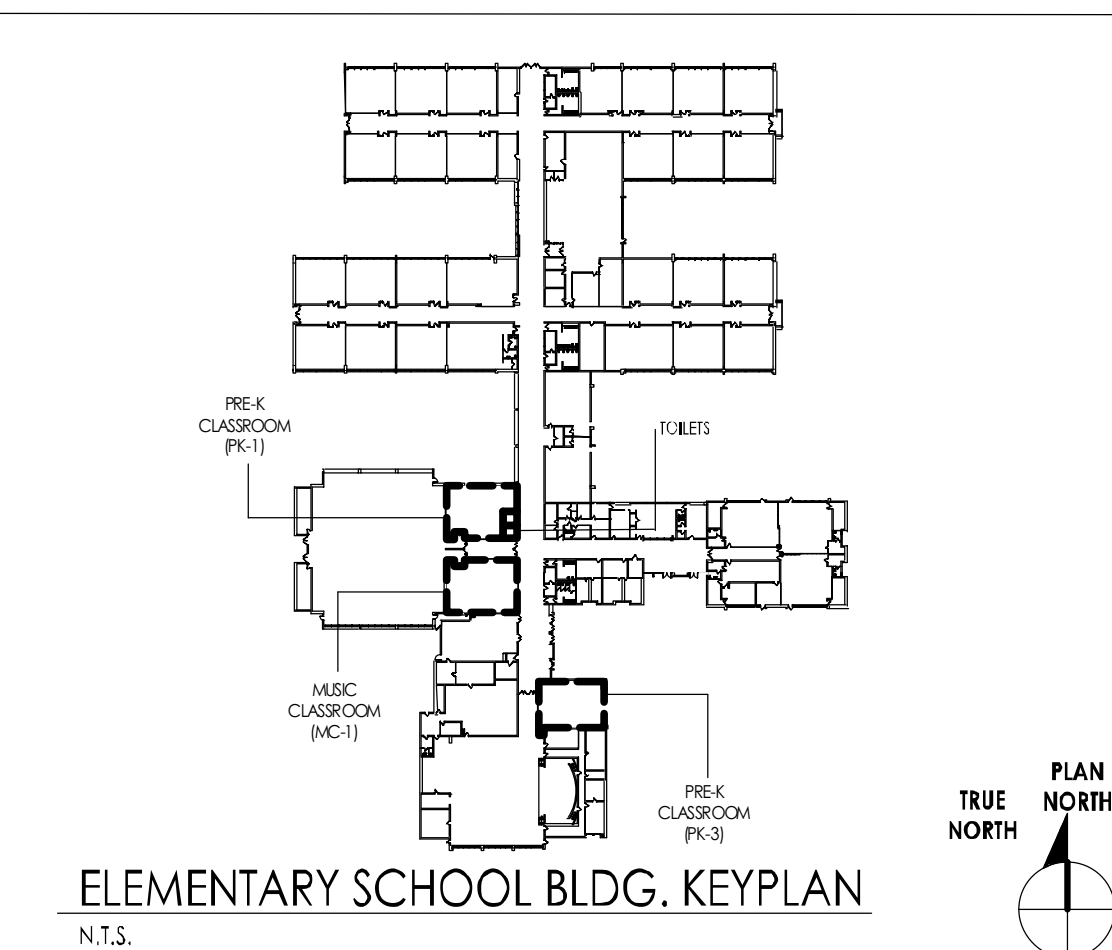 PRE-K
CLASSROOM
(PK-1)
TOILETS
MUSIC
CLASSROOM
(MC-1)
PRE-K
CLASSROOM
(PK-3)
TRUE
NORTH
PLAN
NORTH
ELEMENTARY SCHOOL BLDG. KEYPLAN
N.T.S.